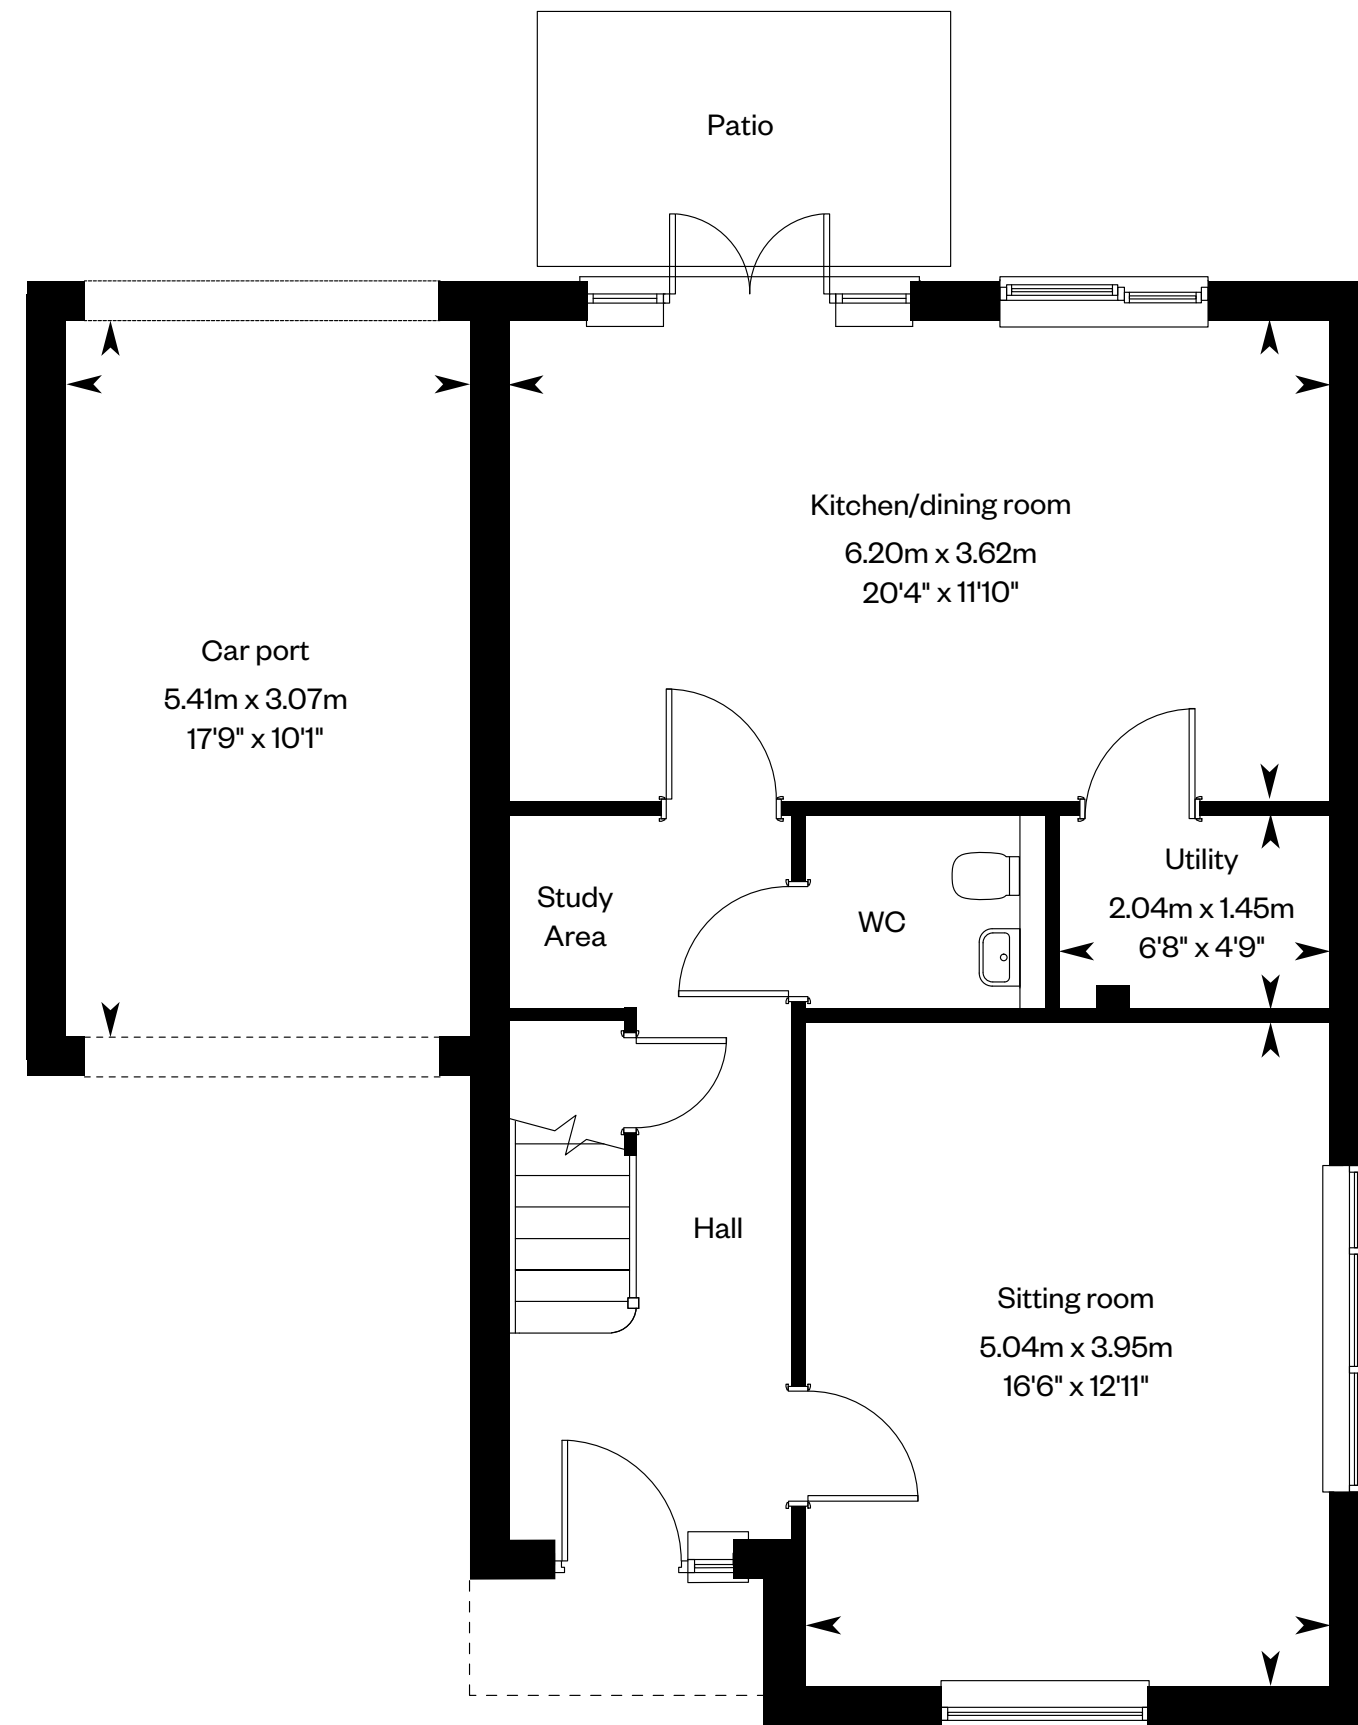 Patio
Kitchen/dining room
6.20m x 3.62m
20'4" x 11'10"
Car port
5.41m x 3.07m
17'9" x 10'1"
Study
Area
WC
Utility
2.04m x 1.45m
6'8" x 4'9"
Hall
Sitting room
5.04m x 3.95m
16'6" x 12'11"